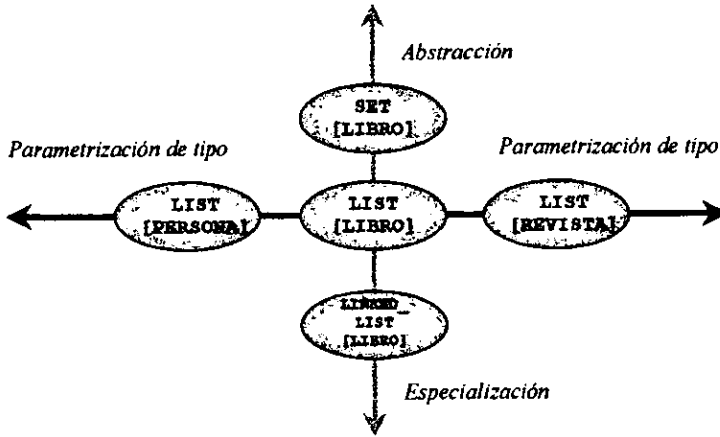 Abstracción
SET
[LIBRO]
Parametrización de tipo
Parametrización de tipo
LIST
[PERSONA]
LIST
[LIBRO]
LIST
[REVISTA]
LINKED_
LIST
[LIBRO]
Especialización